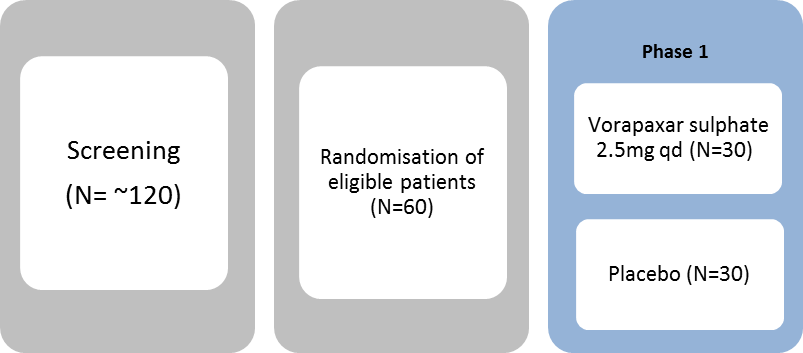 Screening
(N= ~120)
Randomisation of
eligible patients
(N=60)
Phase 1
Vorapaxar sulphate
2.5mg qd (N=30)
Placebo (N=30)